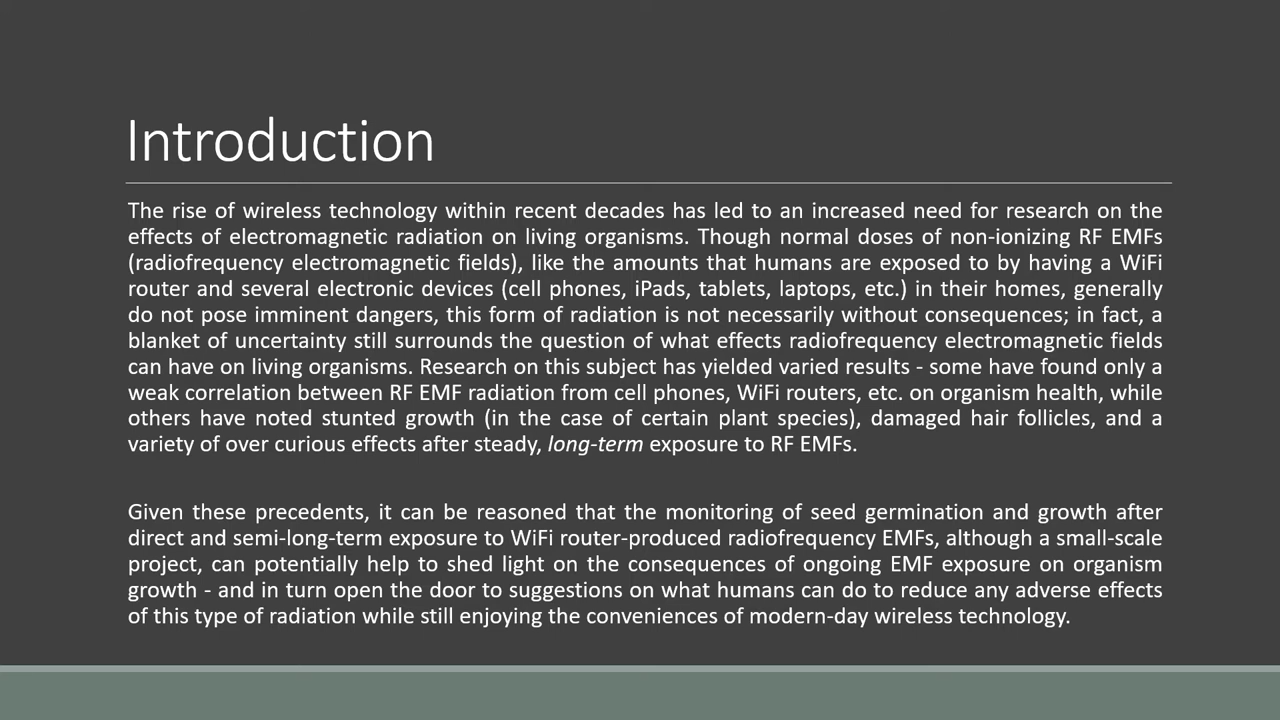 Introduction
The rise of wireless technology within recent decades has led to an increased need for research on the
effects of electromagnetic radiation on living organisms. Though normal doses of non-ionizing RF EMFs
(radiofrequency electromagnetic fields), like the amounts that humans are exposed to by having a WiFi
router and several electronic devices (cell phones, iPads, tablets, laptops, etc.) in their homes, generally
do not pose imminent dangers, this form of radiation is not necessarily without consequences; in fact, a
blanket of uncertainty still surrounds the question of what effects radiofrequency electromagnetic fields
can have on living organisms. Research on this subject has yielded varied results - some have found only a
weak correlation between RF EMF radiation from cell phones, WiFi routers, etc. on organism health, while
others have noted stunted growth (in the case of certain plant species), damaged hair follicles, and a
variety of over curious effects after steady, long-term exposure to RF EMFs.
Given these precedents, it can be reasoned that the monitoring of seed germination and growth after
direct and semi-long-term exposure to WiFi router-produced radiofrequency EMFs, although a small-scale
project, can potentially help to shed light on the consequences of ongoing EMF exposure on organism
growth - and in turn open the door to suggestions on what humans can do to reduce any adverse effects
of this type of radiation while still enjoying the conveniences of modern-day wireless technology.